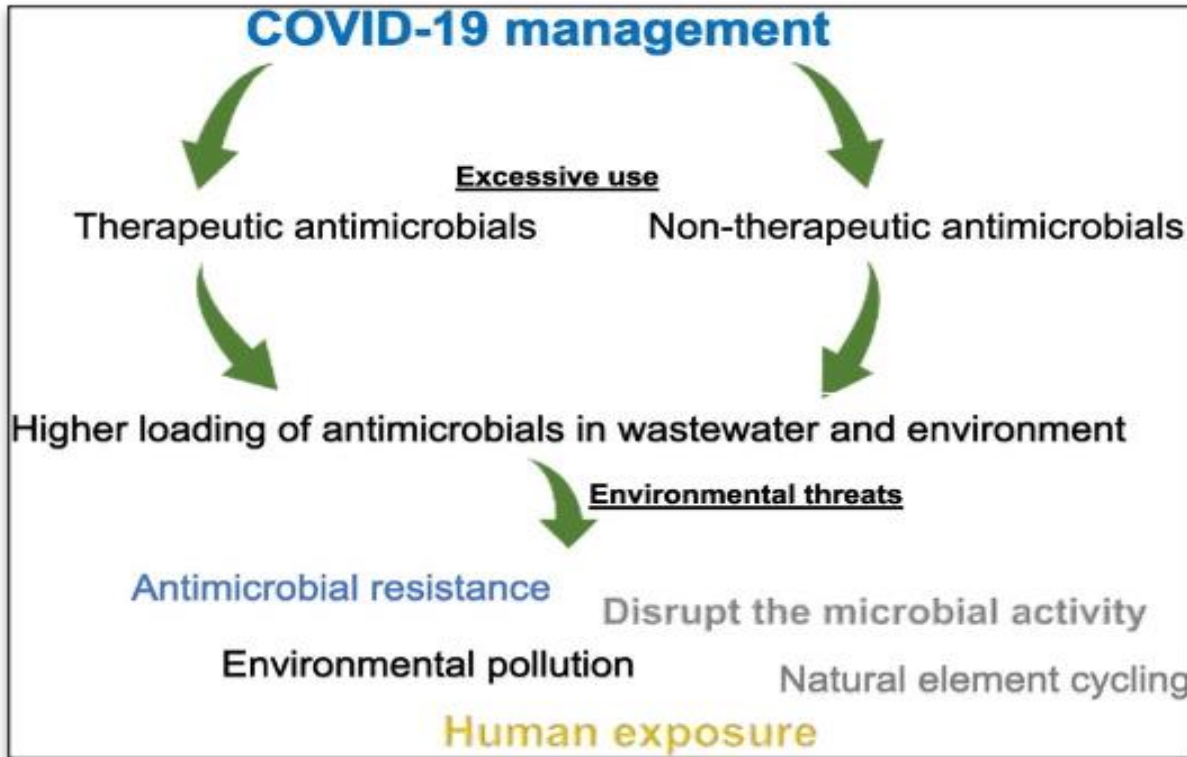 COVID-19 management
Excessive use
Therapeutic antimicrobials
Non-therapeutic antimicrobials
Higher loading of antimicrobials in wastewater and environment
Environmental threats
Antimicrobial resistance
Disrupt the microbial activity
Environmental pollution
Natural element cycling
Human exposure